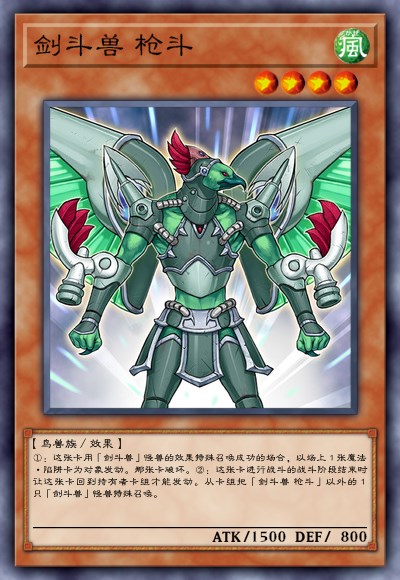 剑斗兽 枪斗
風
【鸟兽族／效果】
①：这张卡用「剑斗兽」怪兽的效果特殊召唤成功的场合，以场上1张魔法
·陷阱卡为对象发动。那张卡破坏。②：这张卡进行战斗的战斗阶段结束时
让这张卡回到持有者卡组才能发动。从卡组把「剑斗兽 枪斗」以外的1
只「剑斗兽」怪兽特殊召唤。
ATK/1500 DEF/ 800